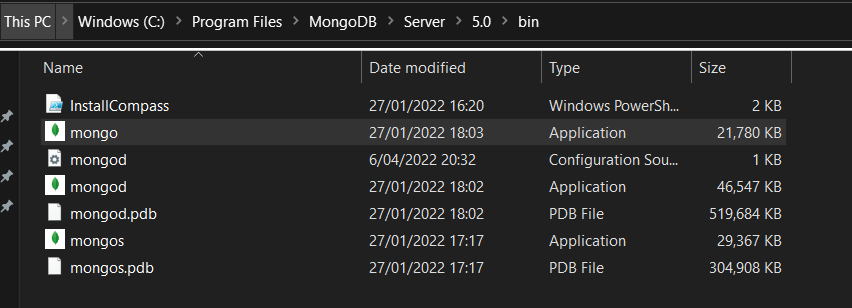 This PC > Windows (C:) > Program Files > MongoDB > Server > 5.0 > bin
Name Date modified Type Size
InstallCompass 27/01/2022 16:20 Windows PowerSh... 2 KB
mongo 27/01/2022 18:03 Application 21,780 KB
mongod 6/04/2022 20:32 Configuration Sou... 1 KB
mongod 27/01/2022 18:02 Application 46,547 KB
mongod.pdb 27/01/2022 18:02 PDB File 519,684 KB
mongos 27/01/2022 17:17 Application 29,367 KB
mongos.pdb 27/01/2022 17:17 PDB File 304,908 KB